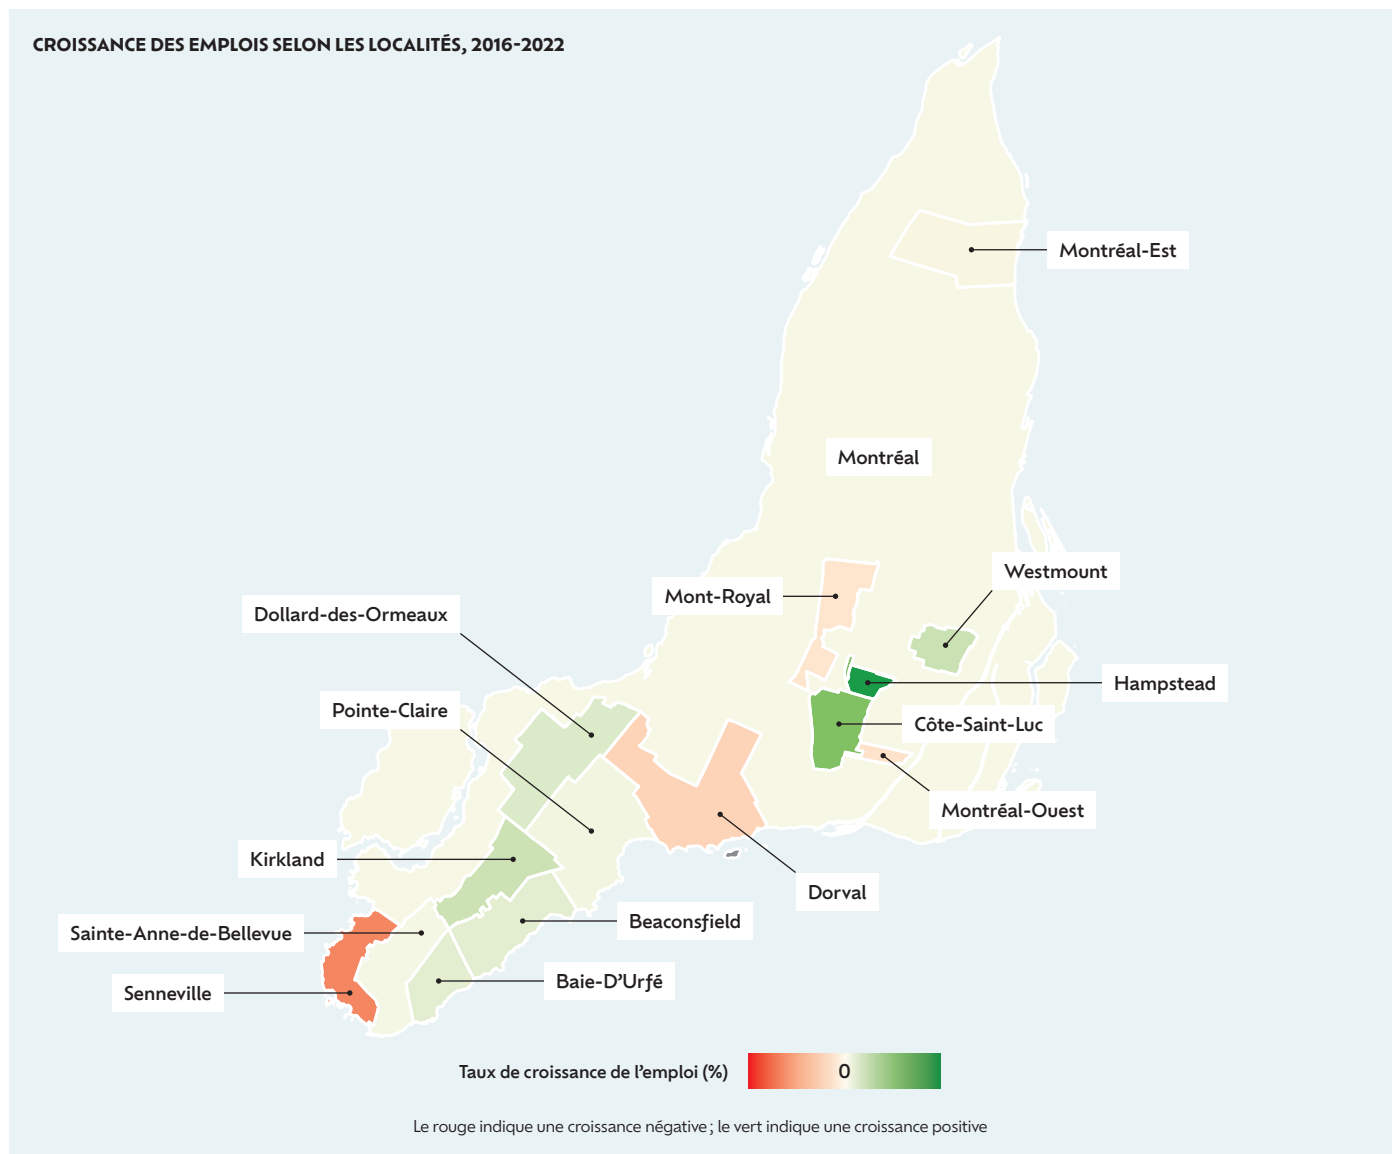 CROISSANCE DES EMPLOIS SELON LES LOCALITÉS, 2016-2022
Montréal-Est
Montréal
Westmount
Mont-Royal
Dollard-des-Ormeaux
Hampstead
Pointe-Claire
Côte-Saint-Luc
Montréal-Ouest
Kirkland
Dorval
Beaconsfield
Sainte-Anne-de-Bellevue
Baie-D’Urfé
Senneville
Taux de croissance de l’emploi (%)
0
Le rouge indique une croissance négative ; le vert indique une croissance positive